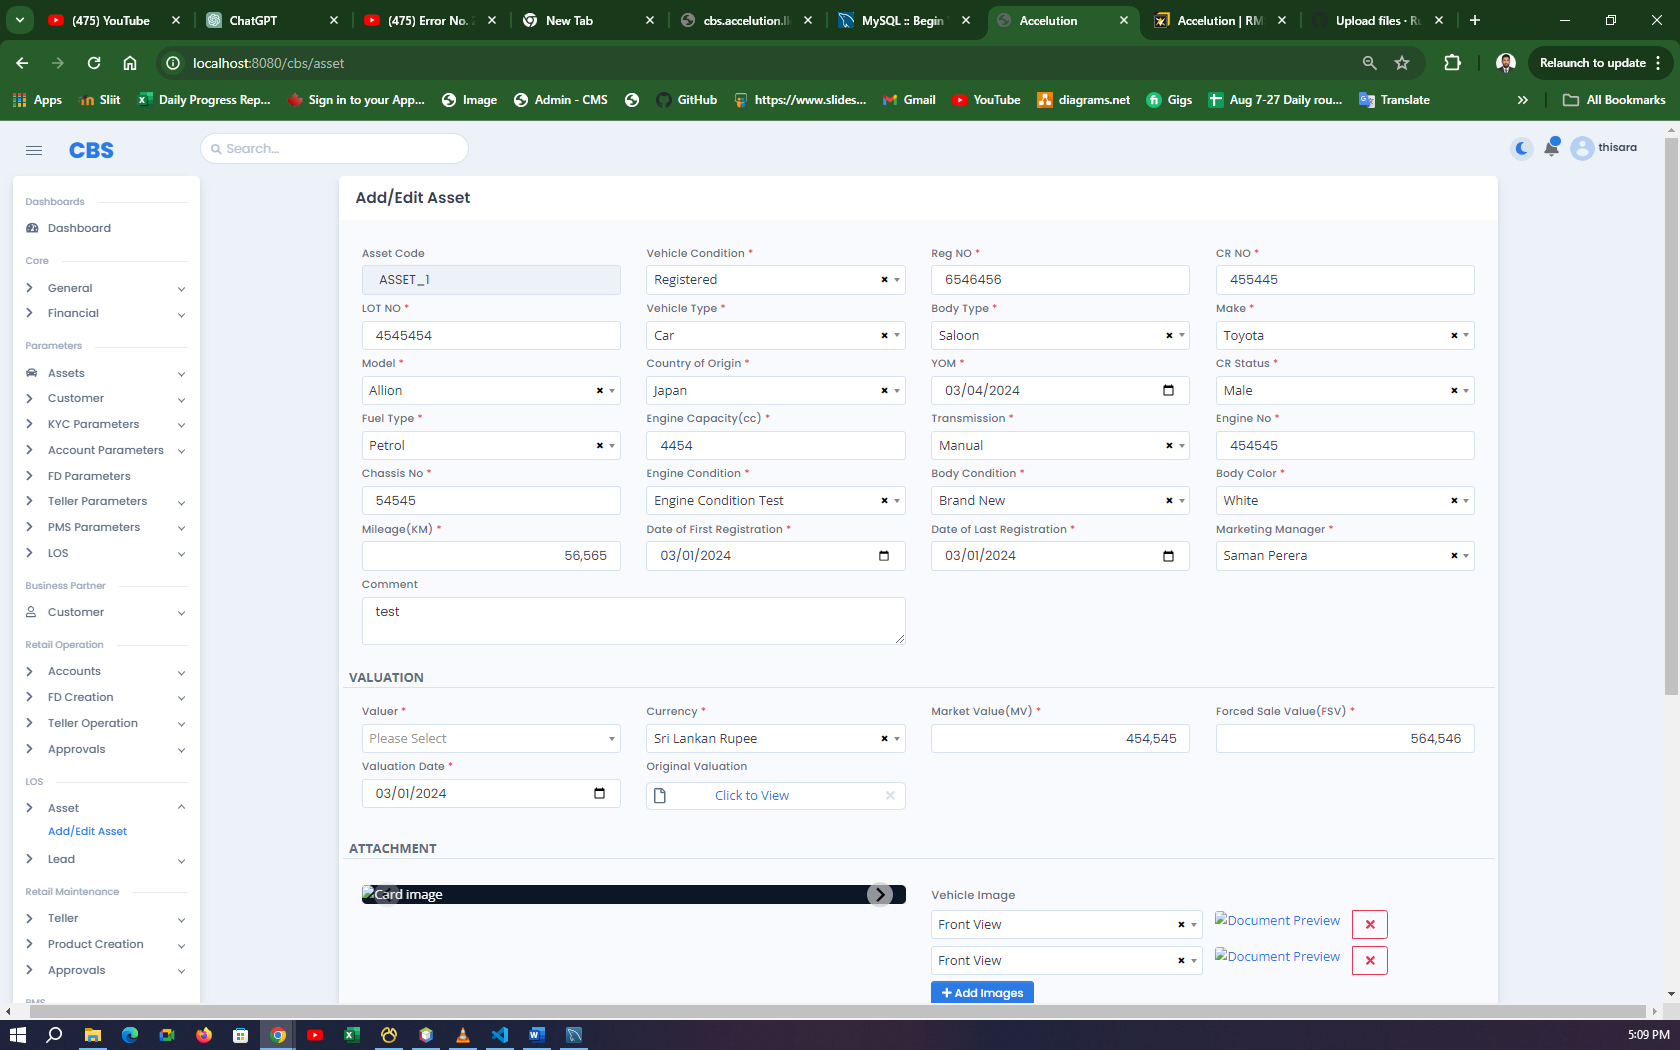 (475) YouTube
ChatGPT
(475) Error No. 2
New Tab
cbs.accelution.l
MySQL :: Begin
Accelution
Accelution | RM
Upload files · R
localhost:8080/cbs/asset
Relaunch to update
Apps
Sliit
Daily Progress Rep...
Sign in to your App...
Image
Admin - CMS
GitHub
https://www.slides...
Gmail
YouTube
diagrams.net
Gigs
Aug 7-27 Daily rou...
Translate
All Bookmarks
CBS
Search...
thisara
Dashboards
Dashboard
Core
General
Financial
Parameters
Assets
Customer
KYC Parameters
Account Parameters
FD Parameters
Teller Parameters
PMS Parameters
LOS
Business Partner
Customer
Retail Operation
Accounts
FD Creation
Teller Operation
Approvals
LOS
Asset
Add/Edit Asset
Lead
Retail Maintenance
Teller
Product Creation
Approvals
PMS
Add/Edit Asset
Asset Code Vehicle Condition * Reg NO * CR NO *
ASSET_1 Registered 6546456 455445
LOT NO * Vehicle Type * Body Type * Make *
4545454 Car Saloon Toyota
Model * Country of Origin * YOM * CR Status *
Allion Japan 03/04/2024 Male
Fuel Type * Engine Capacity(cc) * Transmission * Engine No *
Petrol 4454 Manual 454545
Chassis No * Engine Condition * Body Condition * Body Color *
54545 Engine Condition Test Brand New White
Mileage(KM) * Date of First Registration * Date of Last Registration * Marketing Manager *
56,565 03/01/2024 03/01/2024 Saman Perera
Comment
test
VALUATION
Valuer * Currency * Market Value(MV) * Forced Sale Value(FSV) *
Please Select Sri Lankan Rupee 454,545 564,546
Valuation Date * Original Valuation
03/01/2024 Click to View
ATTACHMENT
Card image
Vehicle Image
Front View Document Preview
Front View Document Preview
+ Add Images
5:09 PM